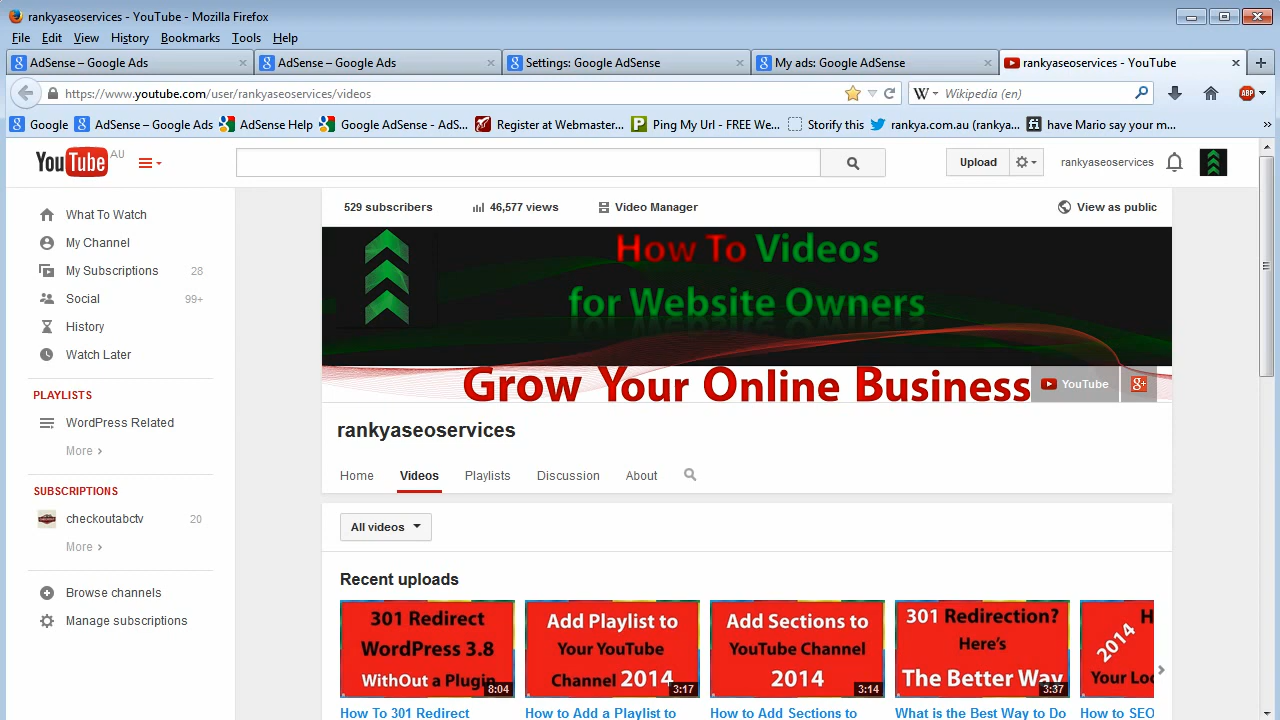 rankyaseoservices - YouTube - Mozilla Firefox
File Edit View History Bookmarks Tools Help
AdSense – Google Ads
AdSense – Google Ads
Settings: Google AdSense
My ads: Google AdSense
rankyaseoservices - YouTube
https://www.youtube.com/user/rankyaseoservices/videos
W Wikipedia (en)
ABP
Google
AdSense – Google Ads
AdSense Help
Google AdSense - AdS...
Register at Webmaster...
Ping My Url - FREE We...
Storify this
rankya.com.au (rankya...
have Mario say your m...
YouTube AU
Upload
rankyaseoservices
What To Watch
My Channel
My Subscriptions 28
Social 99+
History
Watch Later
PLAYLISTS
WordPress Related
More ›
SUBSCRIPTIONS
checkoutabctv 20
More ›
Browse channels
Manage subscriptions
529 subscribers
46,577 views
Video Manager
View as public
How To Videos
for Website Owners
Grow Your Online Business
YouTube
rankyaseoservices
Home Videos Playlists Discussion About
All videos
Recent uploads
301 Redirect
WordPress 3.8
WithOut a Plugin
8:04
How To 301 Redirect
Add Playlist to
Your YouTube
Channel 2014
3:17
How to Add a Playlist to
Add Sections to
YouTube Channel
2014
3:14
How to Add Sections to
301 Redirection?
Here's
The Better Way
3:37
What is the Best Way to Do
H
2014
Your Loc
How to SEO